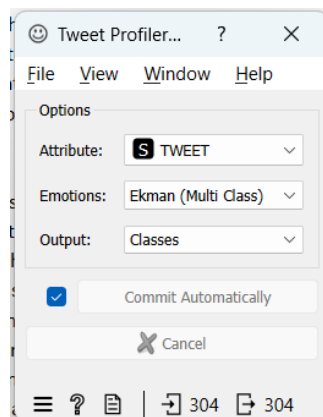 Tweet Profiler... ?
File View Window Help
Options
Attribute: S TWEET
Emotions: Ekman (Multi Class)
Output: Classes
Commit Automatically
Cancel
? 304 304